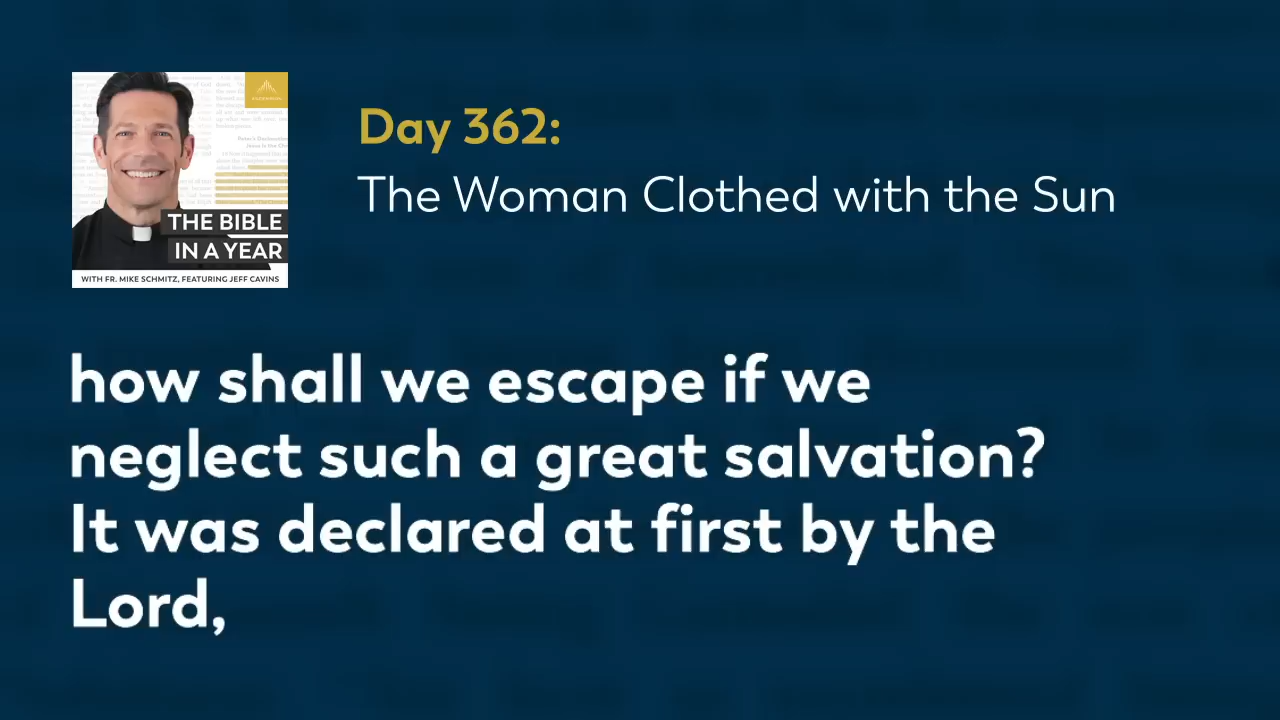 THE BIBLE
IN A YEAR
WITH FR. MIKE SCHMITZ, FEATURING JEFF CAVINS
Day 362:
The Woman Clothed with the Sun
how shall we escape if we
neglect such a great salvation?
It was declared at first by the
Lord,